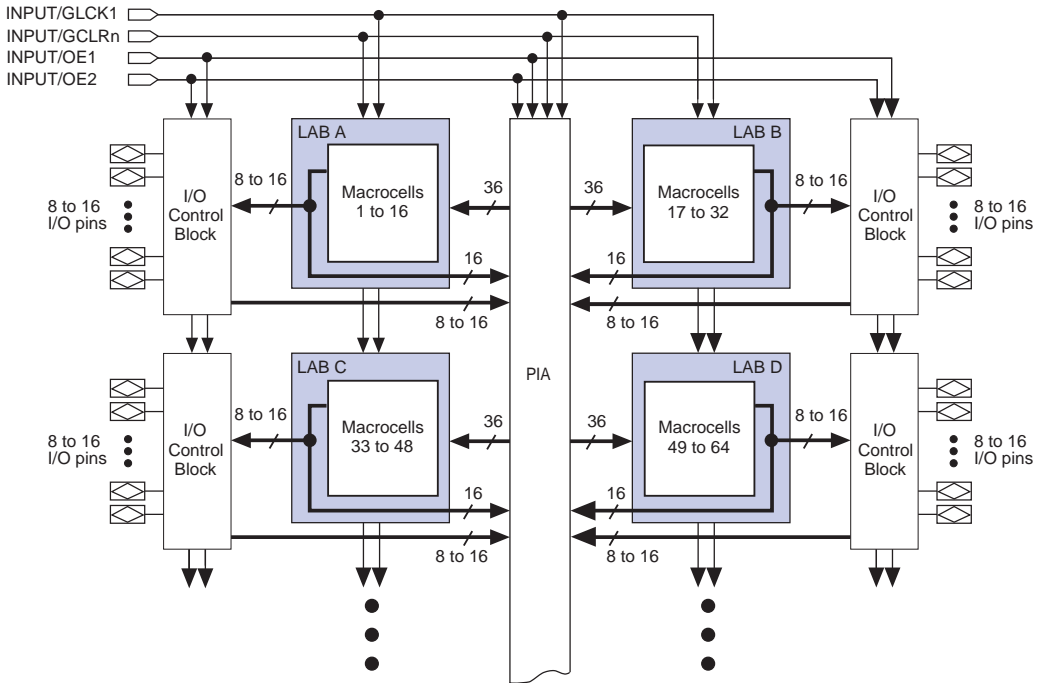 INPUT/GLCK1
INPUT/GCLRn
INPUT/OE1
INPUT/OE2
LAB A
LAB B
8 to 16
I/O pins
I/O
Control
Block
8 to 16
Macrocells
1 to 16
36
36
Macrocells
17 to 32
8 to 16
I/O
Control
Block
8 to 16
I/O pins
16
16
8 to 16
8 to 16
LAB C
PIA
LAB D
8 to 16
I/O pins
I/O
Control
Block
8 to 16
Macrocells
33 to 48
36
36
Macrocells
49 to 64
8 to 16
I/O
Control
Block
8 to 16
I/O pins
16
16
8 to 16
8 to 16